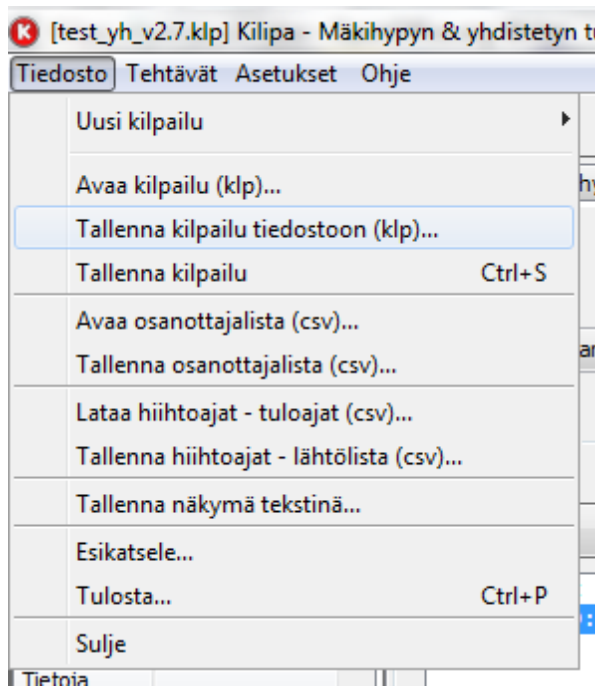 [test_yh_v2.7.klp] Kilipa - Mäkihypyn & yhdistetyn
Tiedosto Tehtävät Asetukset Ohje
Uusi kilpailu
Avaa kilpailu (klp)...
Tallenna kilpailu tiedostoon (klp)...
Tallenna kilpailu Ctrl+S
Avaa osanottajalista (csv)...
Tallenna osanottajalista (csv)...
Lataa hiihtoajat - tuloajat (csv)...
Tallenna hiihtoajat - lähtölista (csv)...
Tallenna näkymä tekstinä...
Esikatsele...
Tulosta... Ctrl+P
Sulje
Tietoja